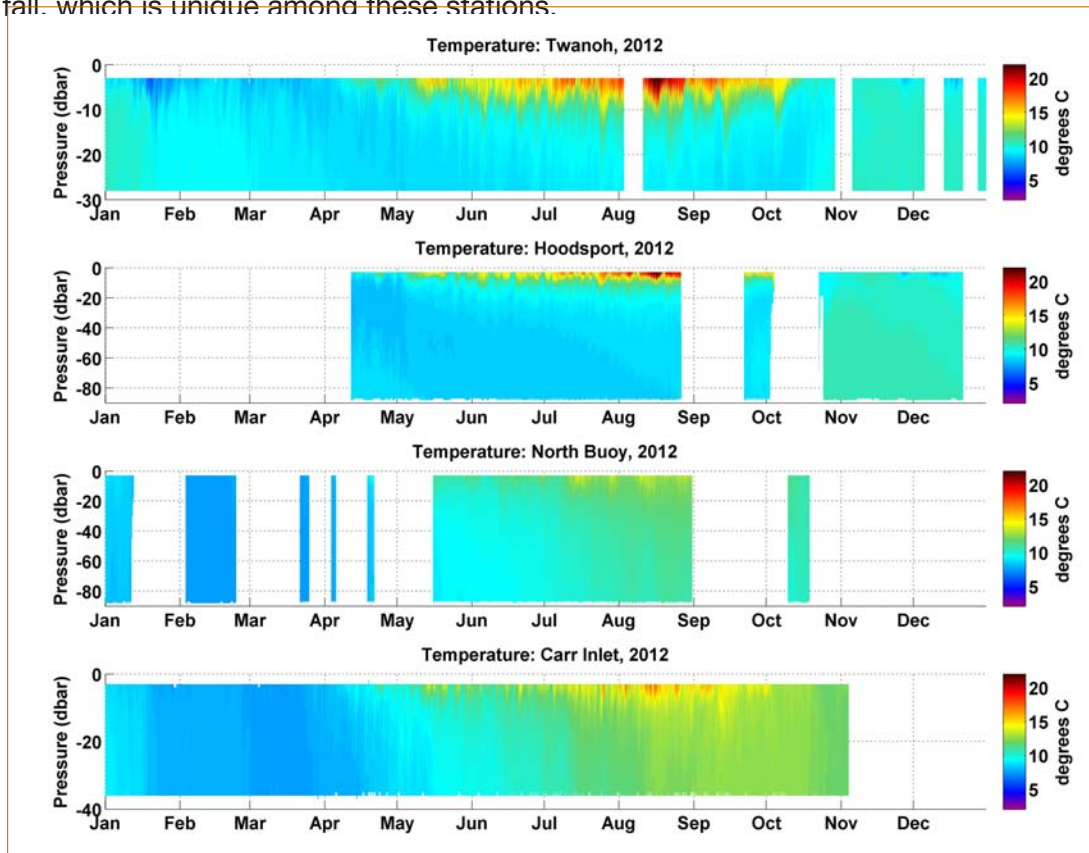 fall, which is unique among these stations.
Temperature: Twanoh, 2012
Pressure (dbar)
0
-10
-20
-30
Jan Feb Mar Apr May Jun Jul Aug Sep Oct Nov Dec
20
15
10
5
degrees C
Temperature: Hoodsport, 2012
Pressure (dbar)
0
-20
-40
-60
-80
Jan Feb Mar Apr May Jun Jul Aug Sep Oct Nov Dec
20
15
10
5
degrees C
Temperature: North Buoy, 2012
Pressure (dbar)
0
-20
-40
-60
-80
Jan Feb Mar Apr May Jun Jul Aug Sep Oct Nov Dec
20
15
10
5
degrees C
Temperature: Carr Inlet, 2012
Pressure (dbar)
0
-20
-40
Jan Feb Mar Apr May Jun Jul Aug Sep Oct Nov Dec
20
15
10
5
degrees C